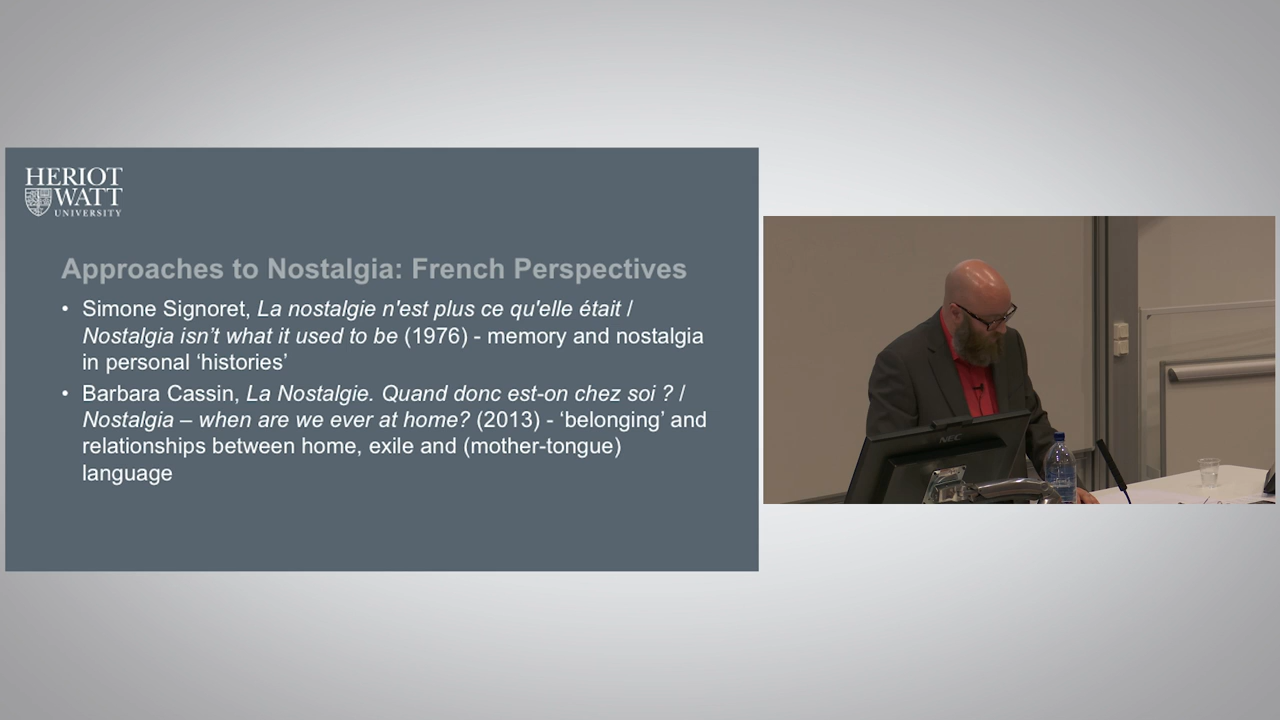 HERIOT
WATT
UNIVERSITY
Approaches to Nostalgia: French Perspectives
• Simone Signoret, La nostalgie n'est plus ce qu'elle était /
Nostalgia isn’t what it used to be (1976) - memory and nostalgia
in personal ‘histories’
• Barbara Cassin, La Nostalgie. Quand donc est-on chez soi ? /
Nostalgia – when are we ever at home? (2013) - ‘belonging’ and
relationships between home, exile and (mother-tongue)
language
NEC